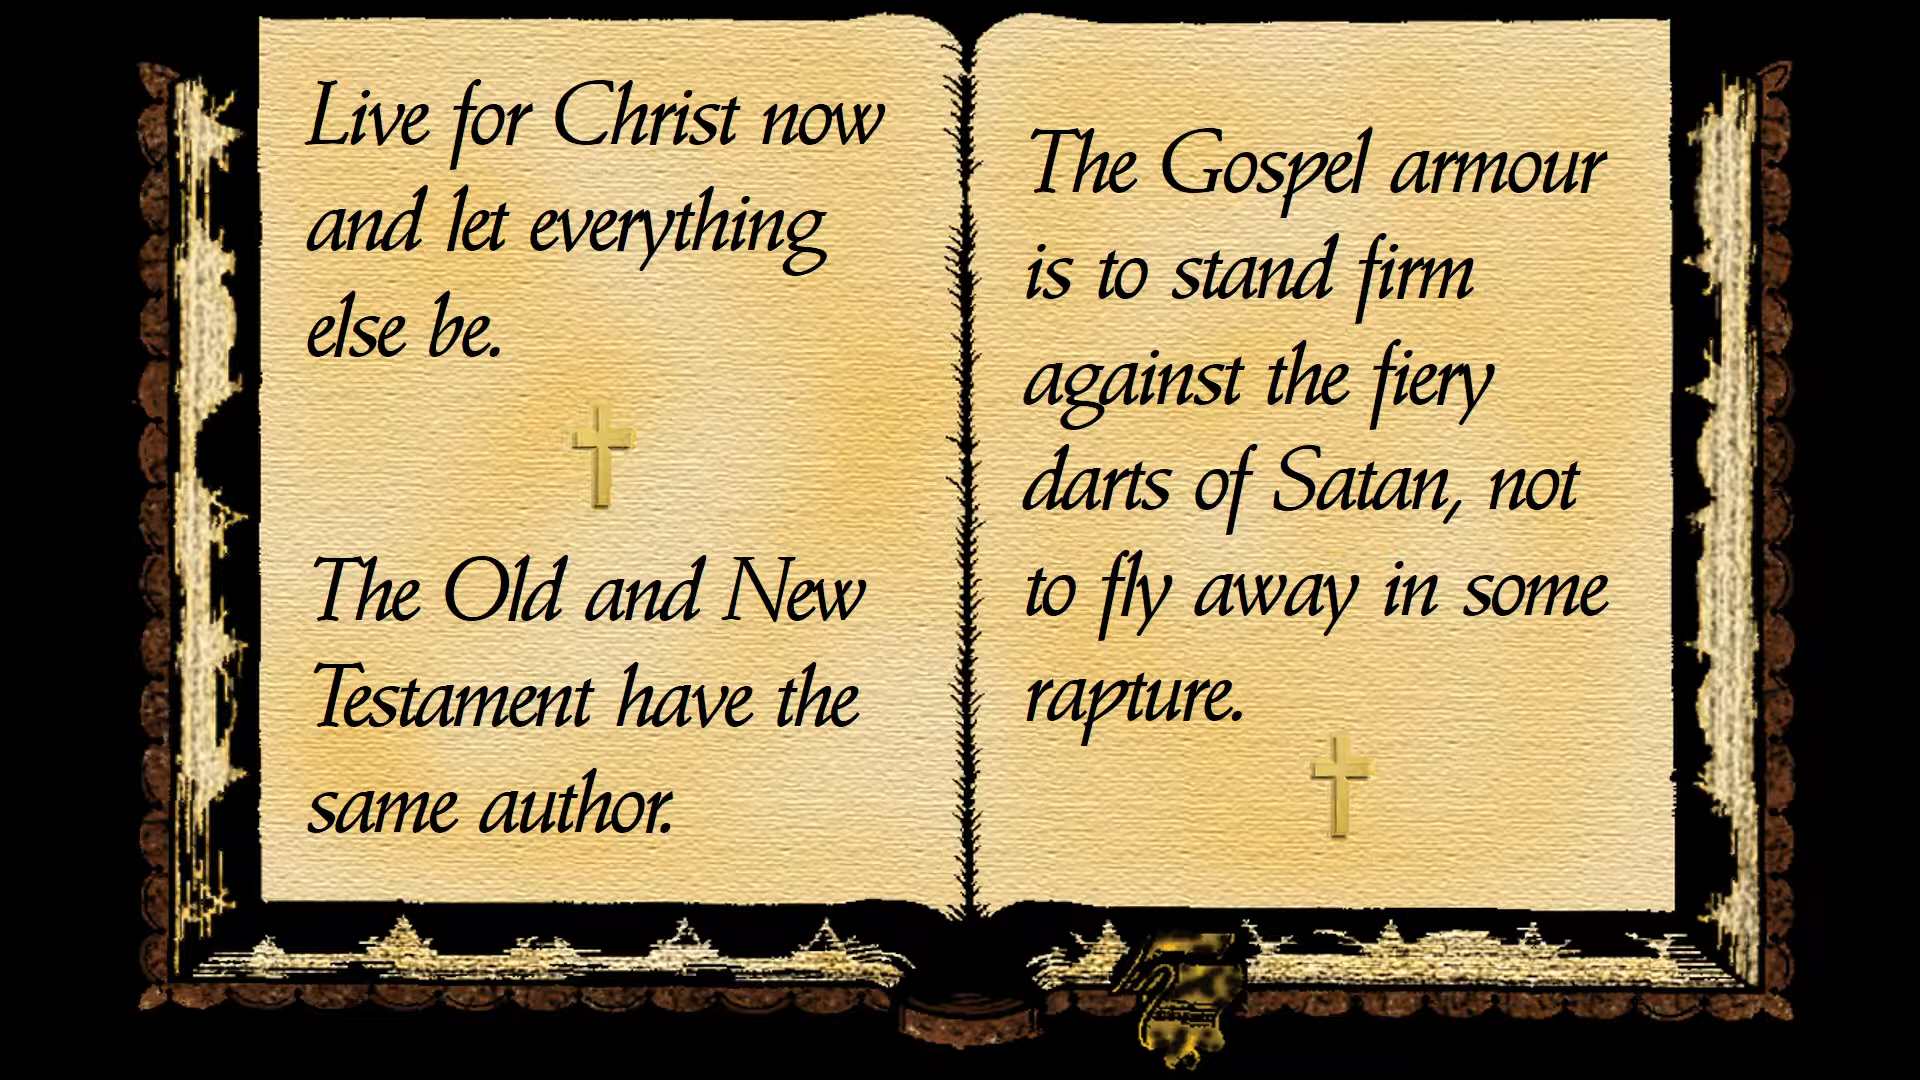 Live for Christ now
and let everything
else be.
The Old and New
Testament have the
same author.
The Gospel armour
is to stand firm
against the fiery
darts of Satan, not
to fly away in some
rapture.